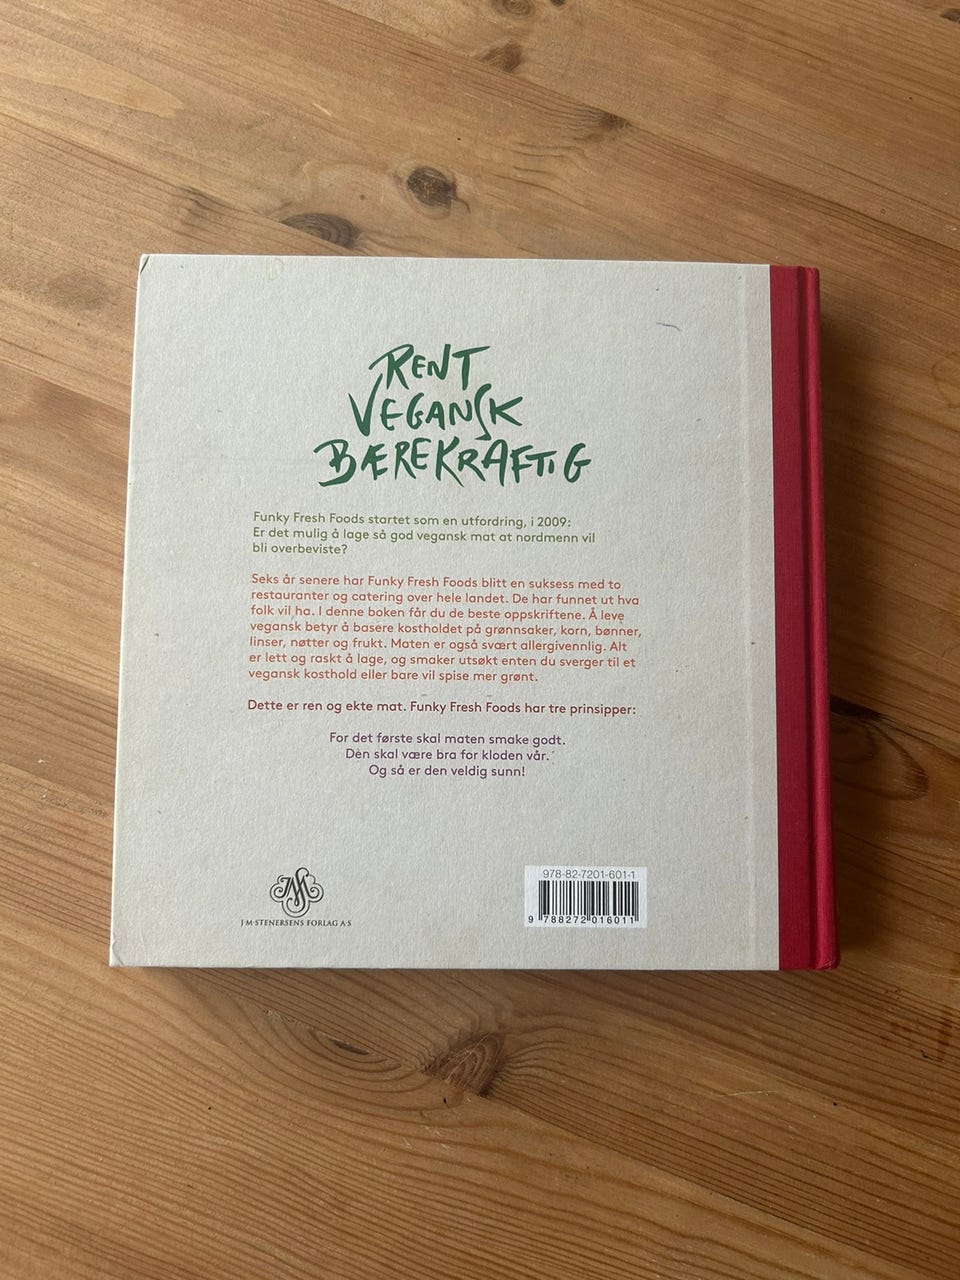 RENT
VEGANSK
BÆREKRAFTIG
Funky Fresh Foods startet som en utfordring, i 2009:
Er det mulig å lage så god vegansk mat at nordmenn vil
bli overbeviste?
Seks år senere har Funky Fresh Foods blitt en suksess med to
restauranter og catering over hele landet. De har funnet ut hva
folk vil ha. I denne boken får du de beste oppskriftene. Å leve
vegansk betyr å basere kostholdet på grønnsaker, korn, bønner,
linser, nøtter og frukt. Maten er også svært allergivennlig. Alt
er lett og raskt å lage, og smaker utsøkt enten du sverger til et
vegansk kosthold eller bare vil spise mer grønt.
Dette er ren og ekte mat. Funky Fresh Foods har tre prinsipper:
For det første skal maten smake godt.
Den skal være bra for kloden vår.
Og så er den veldig sunn!
JMS
J·M·STENERSENS FORLAG A·S
978-82-7201-601-1
9 788272 016011